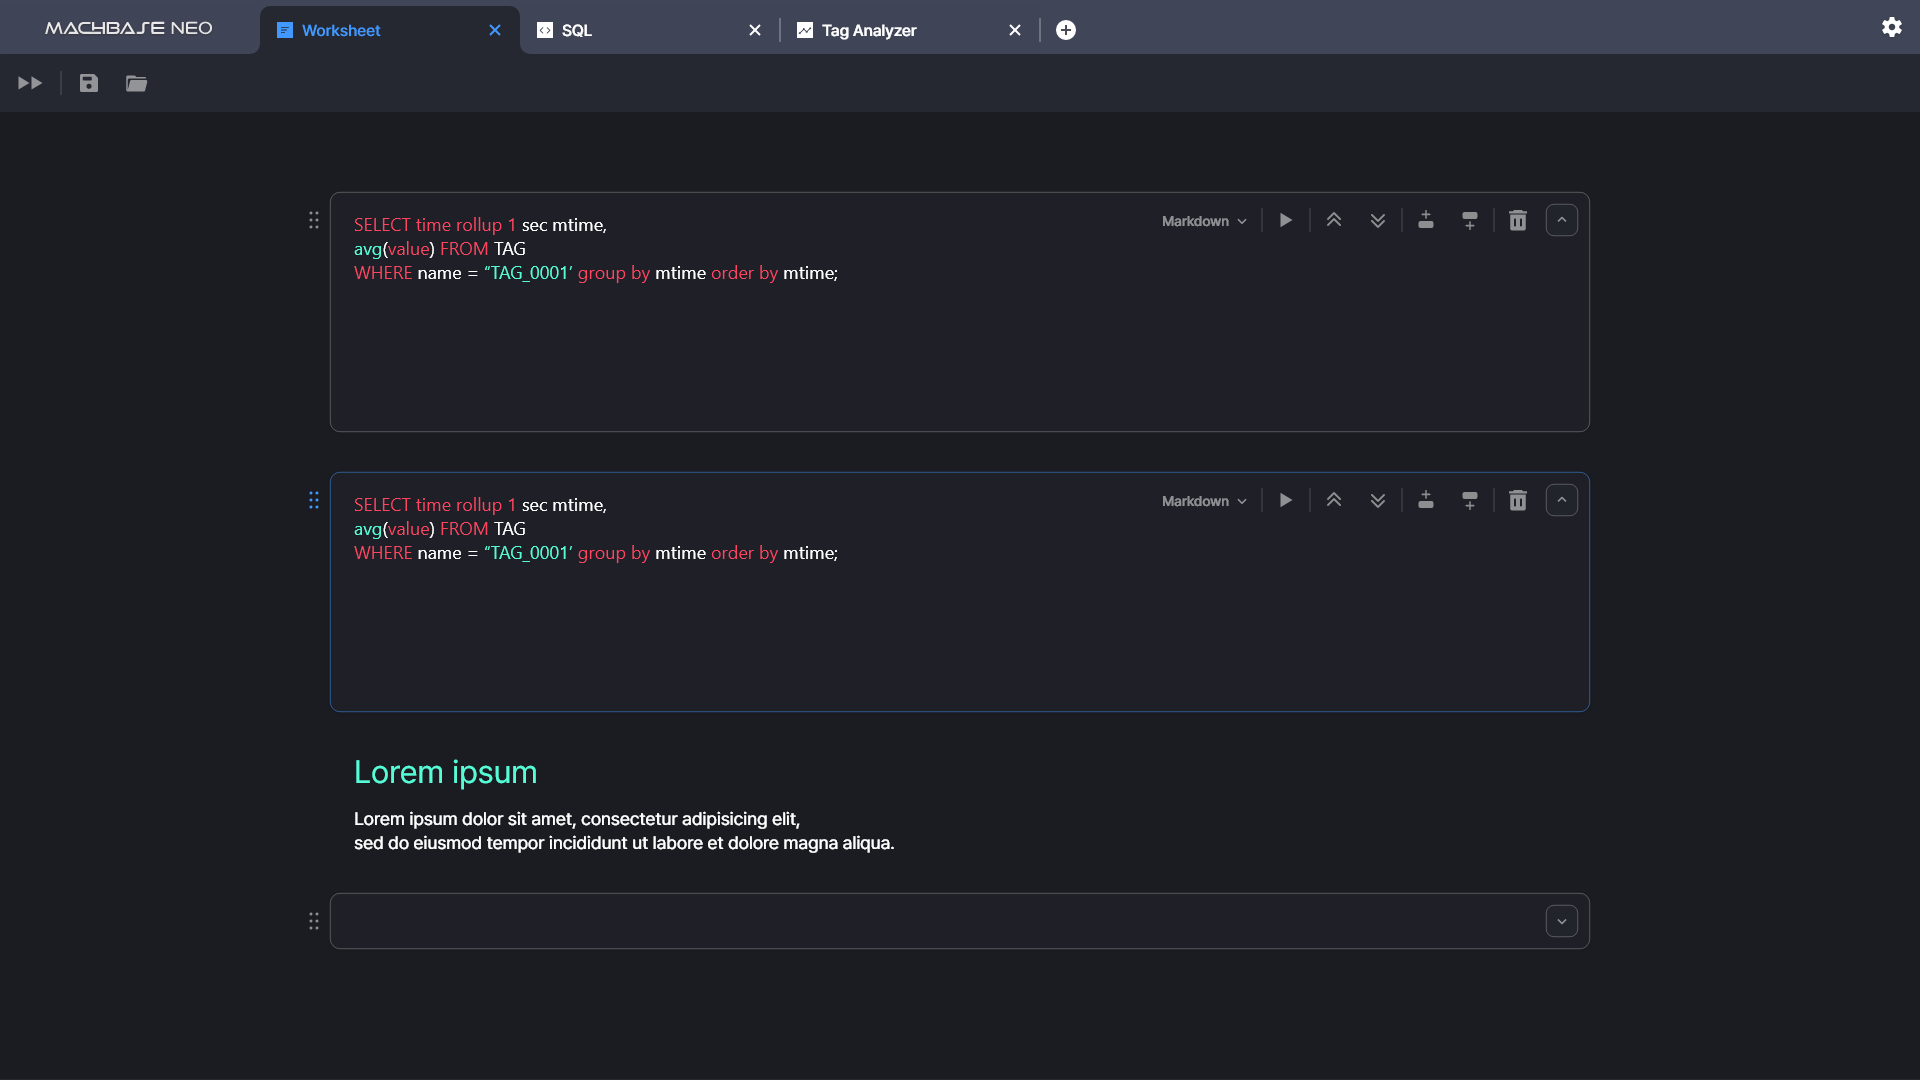 MACHBASE NEO
Worksheet
SQL
Tag Analyzer
SELECT time rollup 1 sec mtime,
avg(value) FROM TAG
WHERE name = “TAG_0001’ group by mtime order by mtime;
Markdown
SELECT time rollup 1 sec mtime,
avg(value) FROM TAG
WHERE name = “TAG_0001’ group by mtime order by mtime;
Markdown
Lorem ipsum
Lorem ipsum dolor sit amet, consectetur adipisicing elit,
sed do eiusmod tempor incididunt ut labore et dolore magna aliqua.